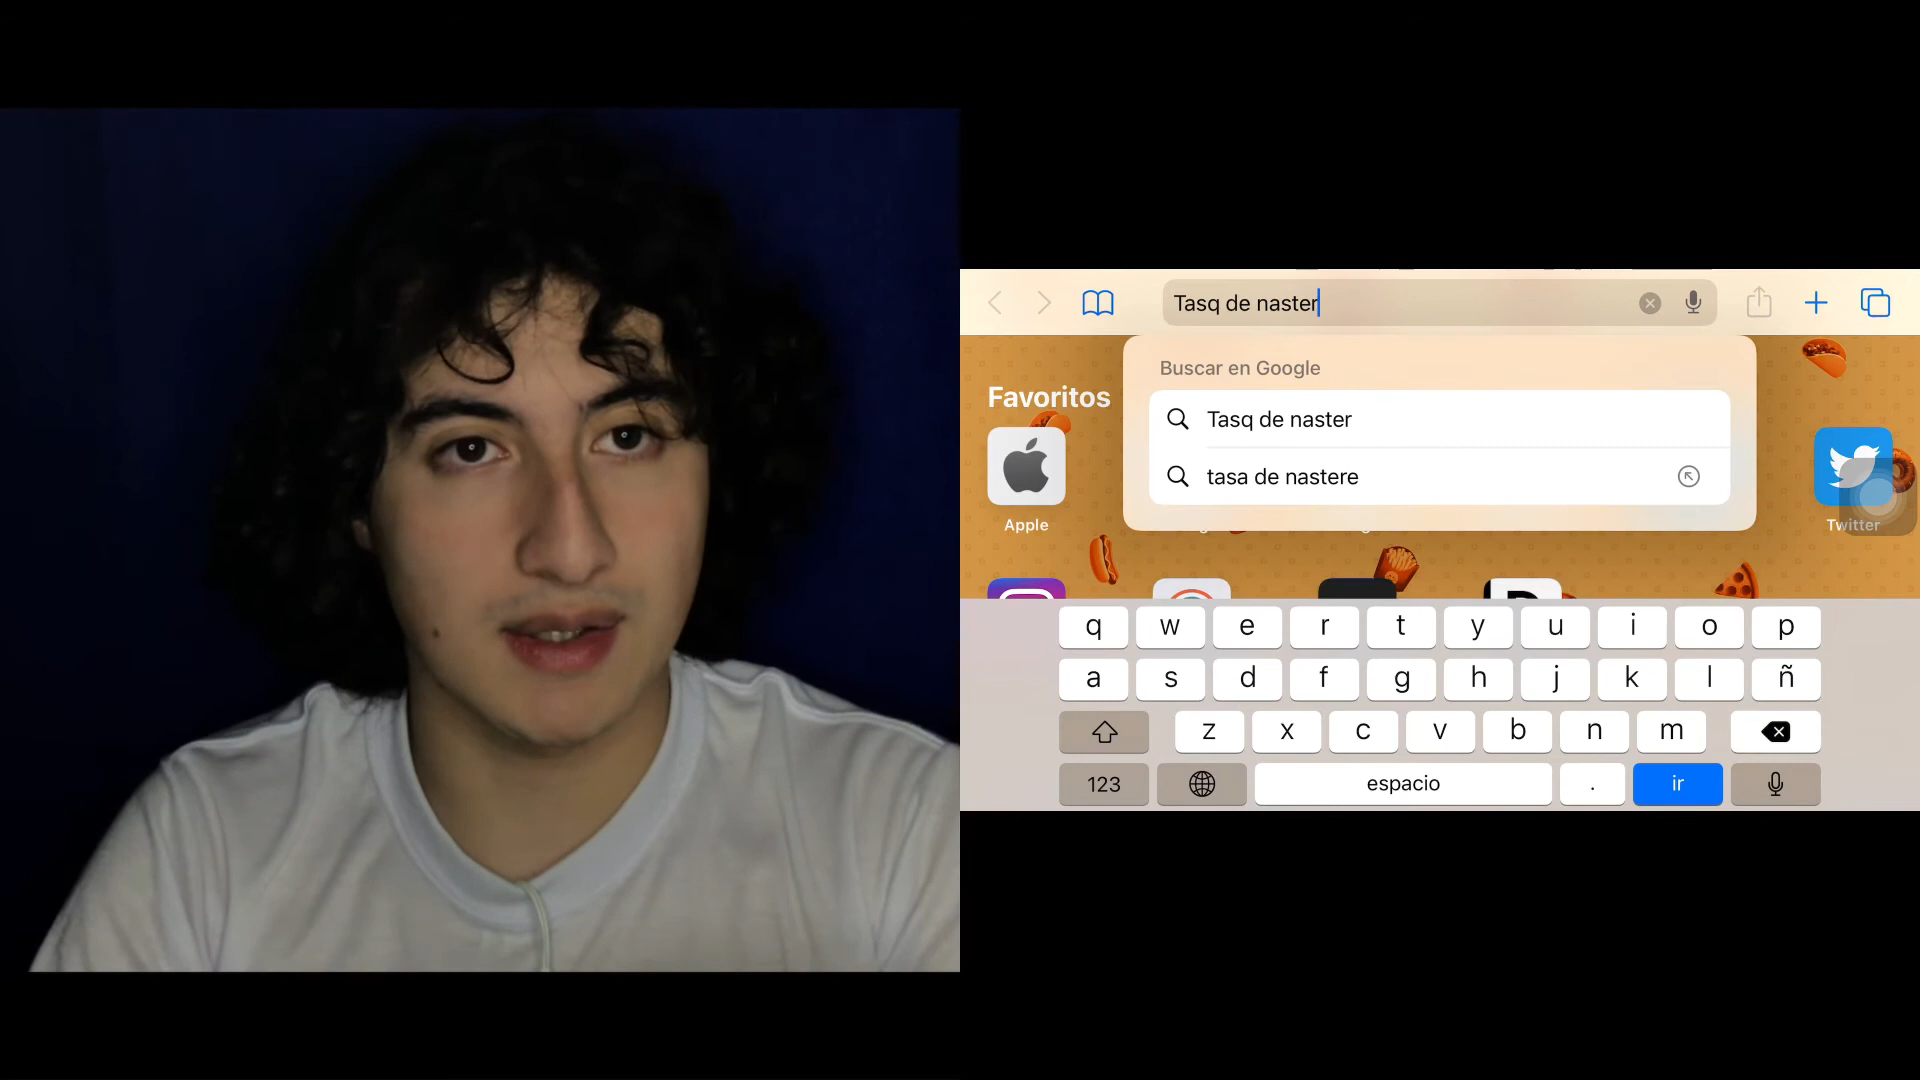 Tasq de naster
Buscar en Google
Tasq de naster
tasa de nastere
Favoritos
Apple
Twitter
q w e r t y u i o p
a s d f g h j k l ñ
z x c v b n m
123 espacio . ir